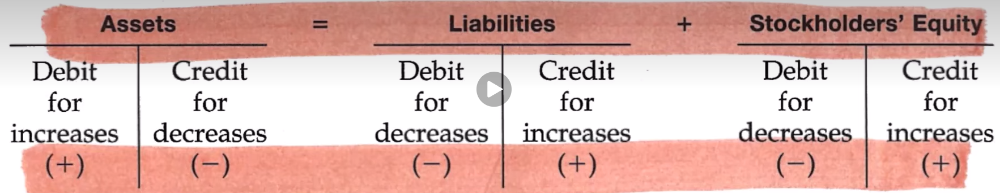 Assets = Liabilities + Stockholders’ Equity
Debit Credit Debit Credit Debit Credit
for for for for for for
increases decreases decreases increases decreases increases
(+) (−) (−) (+) (−) (+)